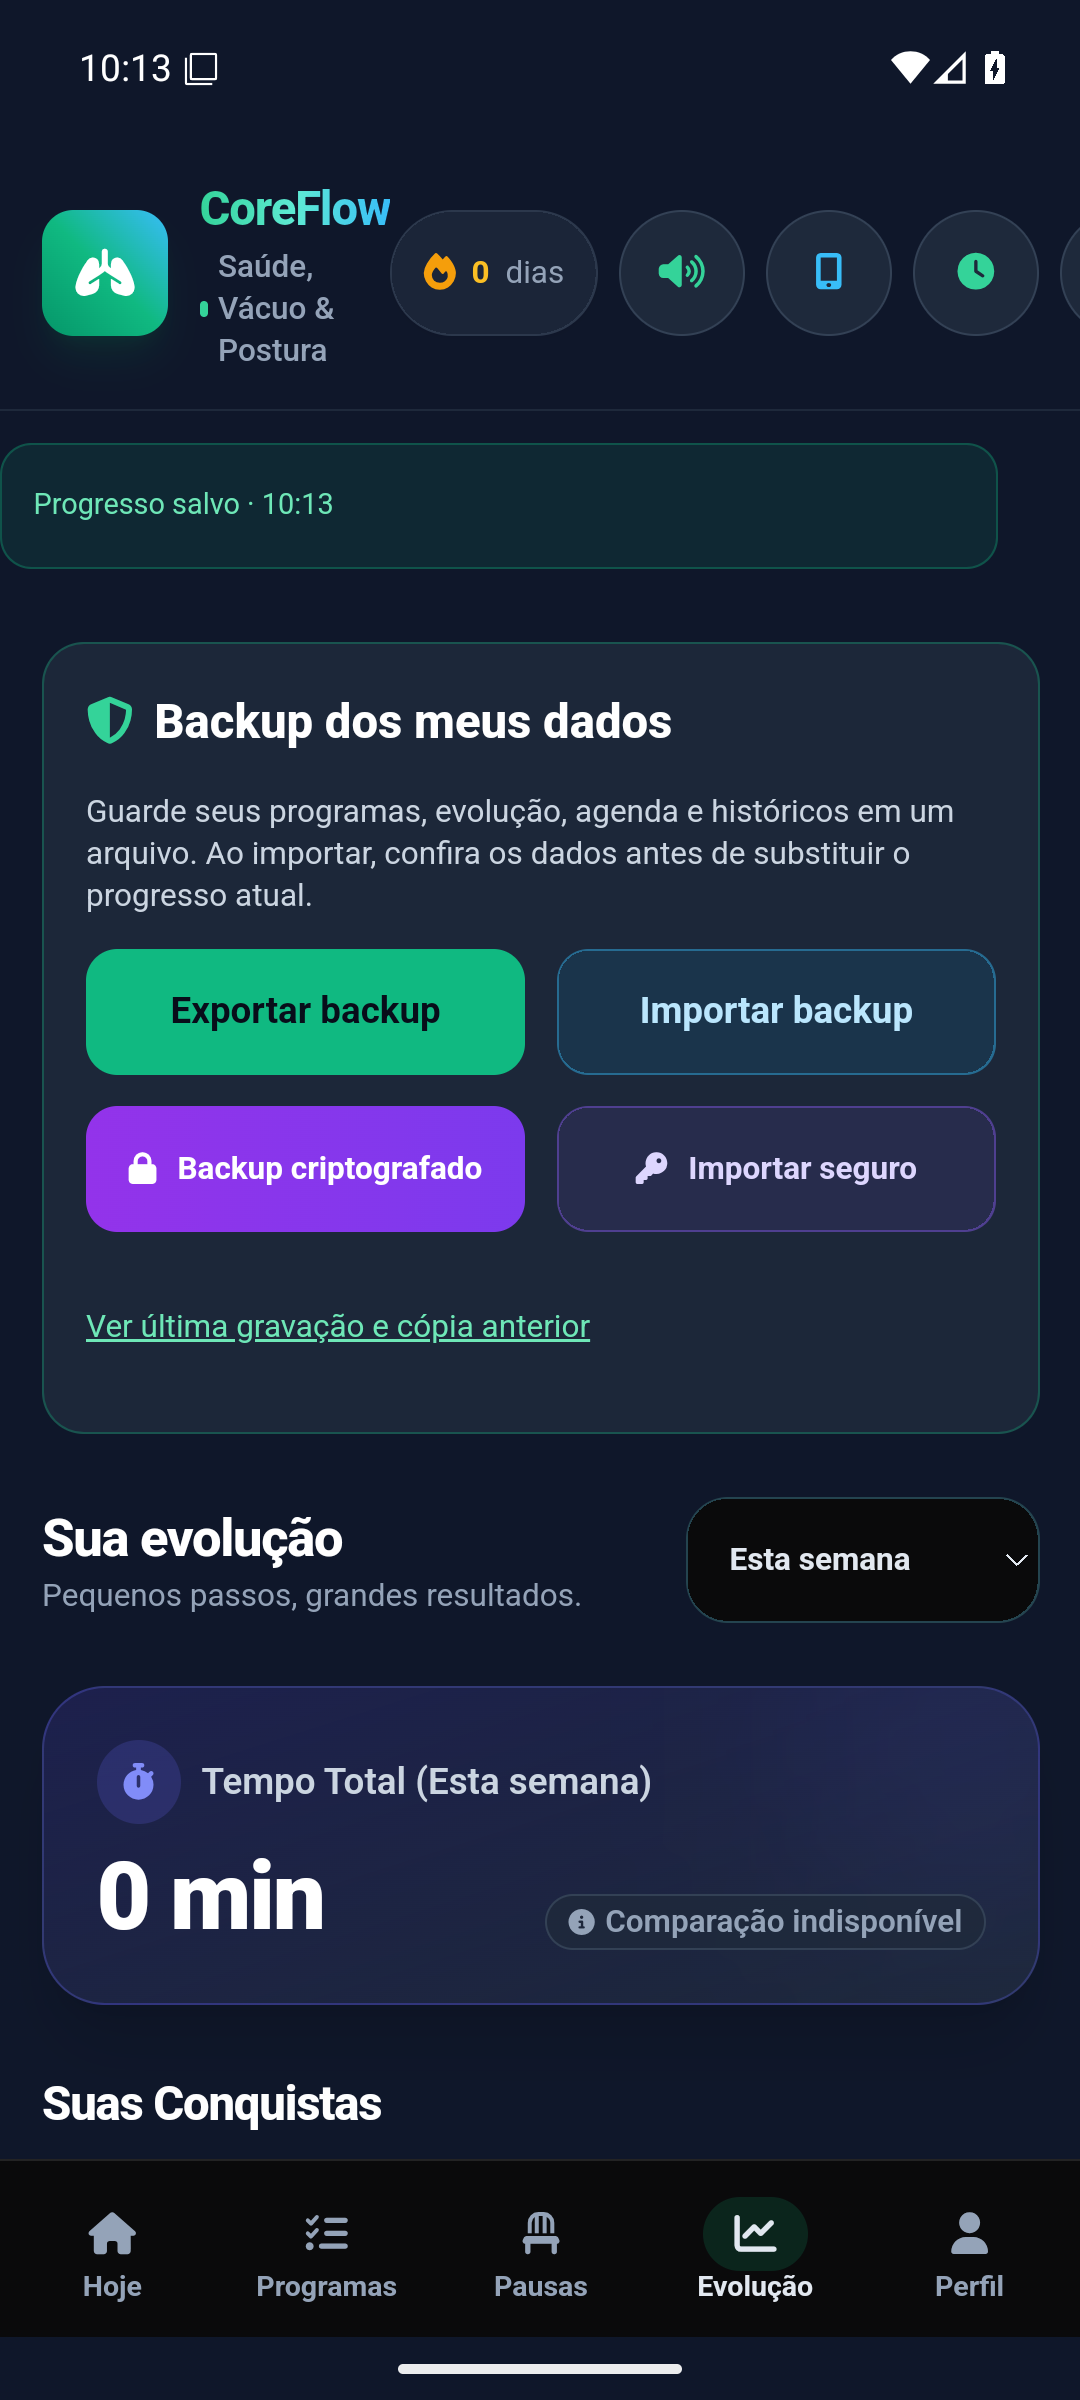 10:13
CoreFlow
Saúde,
Vácuo &
Postura
0 dias
Progresso salvo · 10:13
Backup dos meus dados
Guarde seus programas, evolução, agenda e históricos em um
arquivo. Ao importar, confira os dados antes de substituir o
progresso atual.
Exportar backup
Importar backup
Backup criptografado
Importar seguro
Ver última gravação e cópia anterior
Sua evolução
Pequenos passos, grandes resultados.
Esta semana
Tempo Total (Esta semana)
0 min
Comparação indisponível
Suas Conquistas
Hoje
Programas
Pausas
Evolução
Perfil